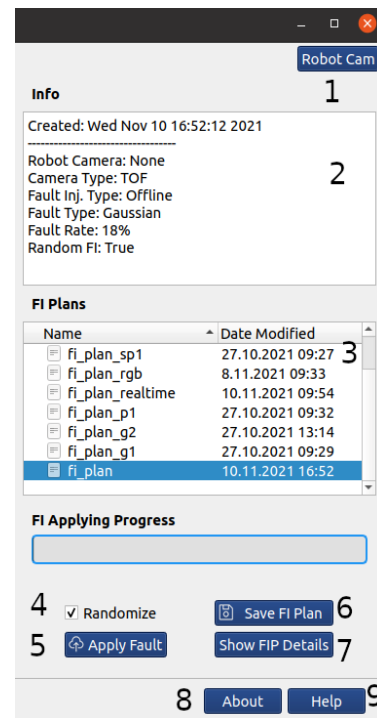 Robot Cam
1
Info
Created: Wed Nov 10 16:52:12 2021
----------------------------------
Robot Camera: None
Camera Type: TOF
2
Fault Inj. Type: Offline
Fault Type: Gaussian
Fault Rate: 18%
Random FI: True
FI Plans
Name Date Modified
fi_plan_sp1 27.10.2021 09:27 3
fi_plan_rgb 8.11.2021 09:33
fi_plan_realtime 10.11.2021 09:54
fi_plan_p1 27.10.2021 09:32
fi_plan_g2 27.10.2021 13:14
fi_plan_g1 27.10.2021 09:29
fi_plan 10.11.2021 16:52
FI Applying Progress
4 Randomize Save FI Plan 6
5 Apply Fault Show FIP Details 7
8 About Help 9